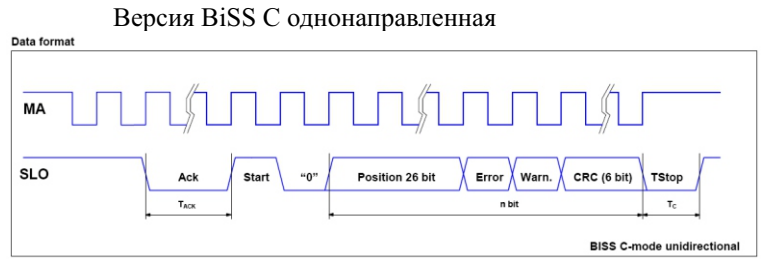 Версия BiSS C однонаправленная
Data format
MA
SLO Ack Start “0” Position 26 bit Error Warn. CRC (6 bit) TStop
TACK n bit TC
BISS C-mode unidirectional